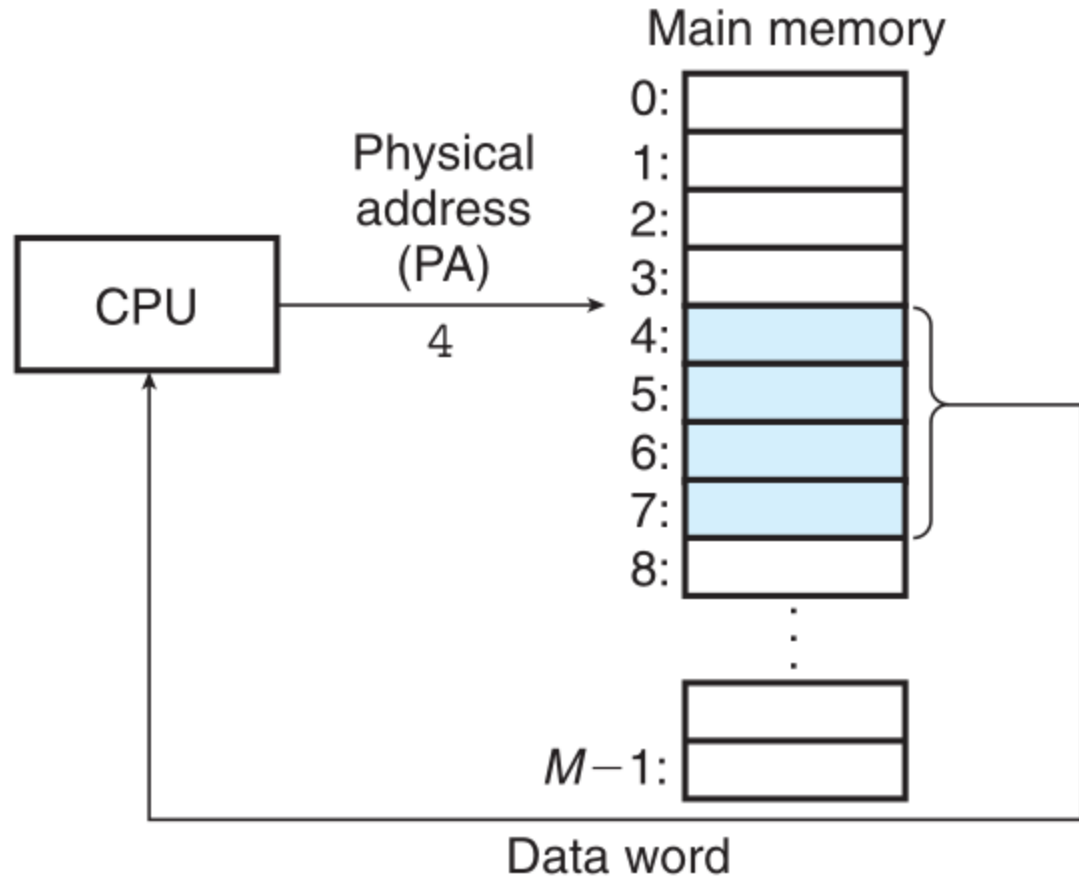 Main memory
0:
1:
2:
3:
4:
5:
6:
7:
8:
M−1:
Physical
address
(PA)
4
CPU
Data word